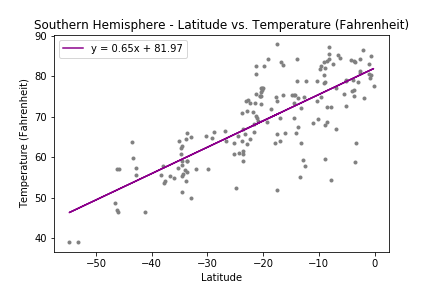 Southern Hemisphere - Latitude vs. Temperature (Fahrenheit)
y = 0.65x + 81.97
90
80
70
60
50
40
Temperature (Fahrenheit)
−50 −40 −30 −20 −10 0
Latitude